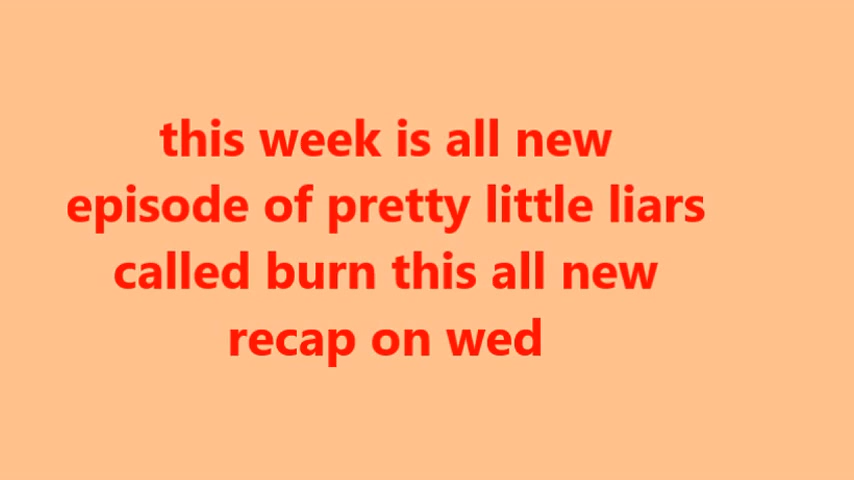 this week is all new
episode of pretty little liars
called burn this all new
recap on wed